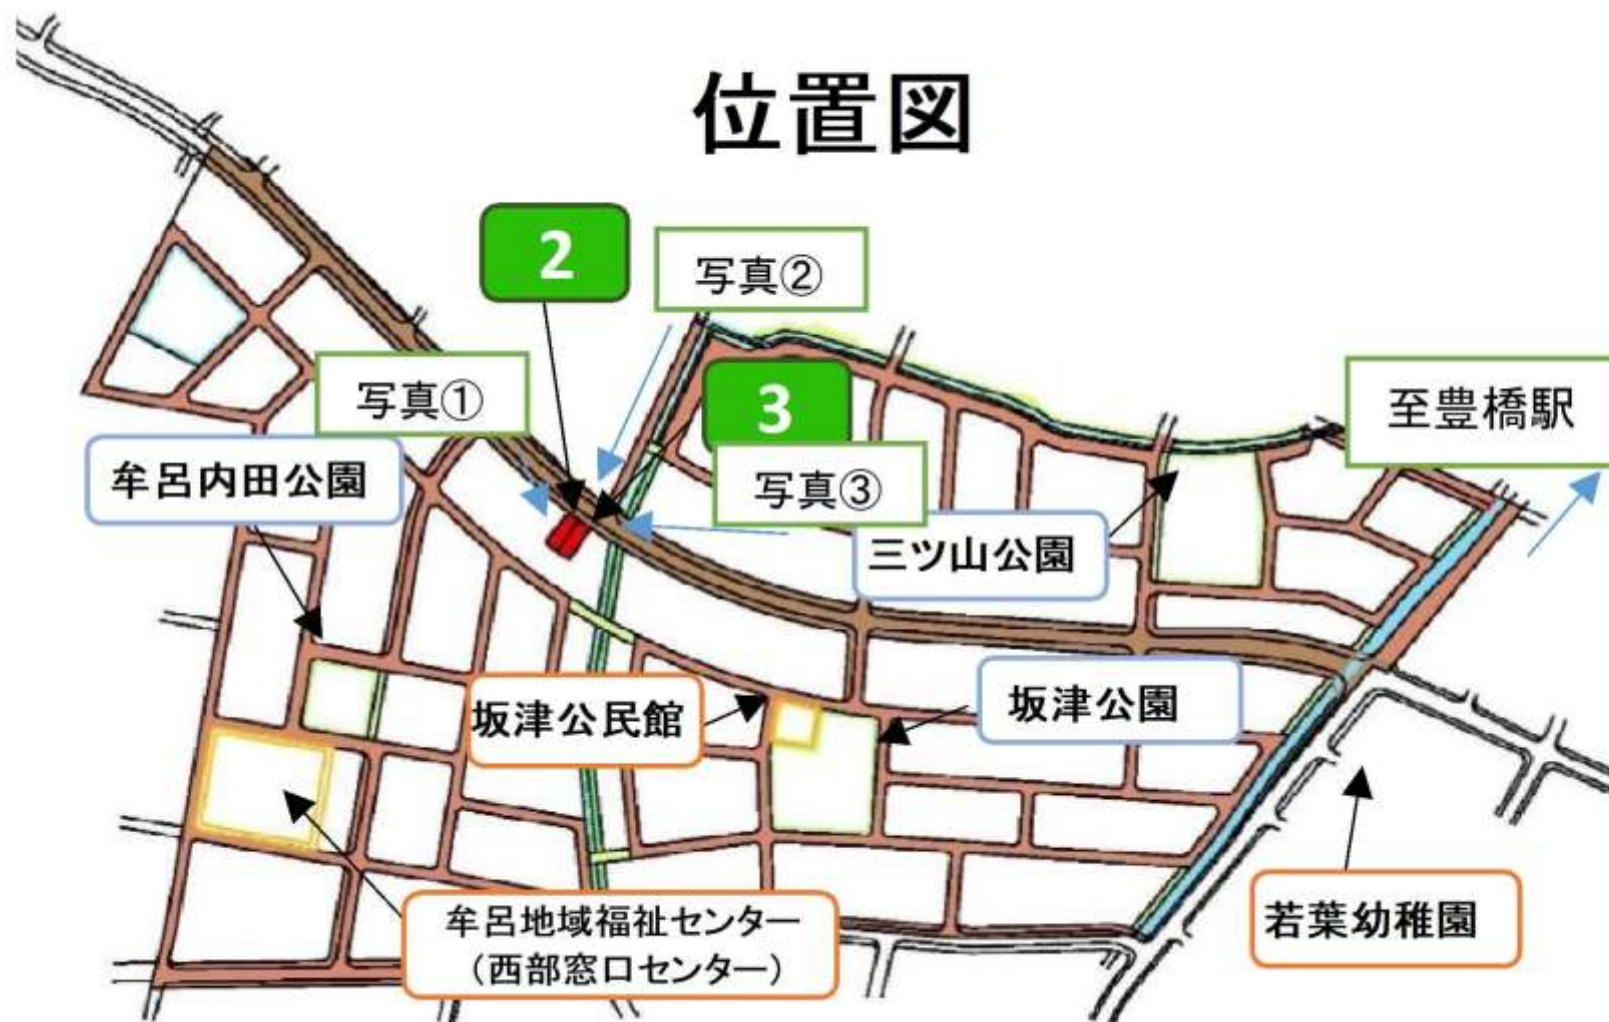 位置図
2
写真②
写真①
3
至豊橋駅
牟呂内田公園
写真③
三ツ山公園
坂津公民館
坂津公園
牟呂地域福祉センター
（西部窓口センター）
若葉幼稚園